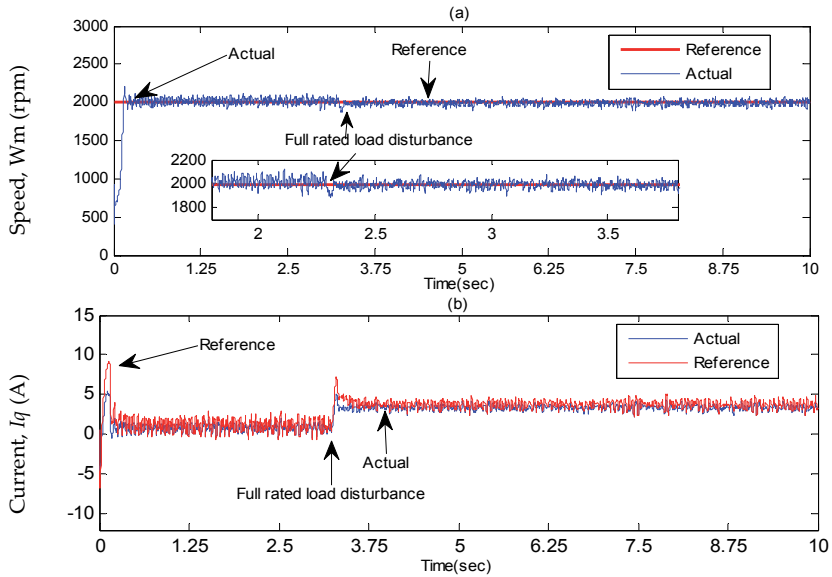 (a)
Speed, Wm (rpm)
3000
2500
2000
1500
1000
500
0
Actual
Reference
Reference
Actual
Full rated load disturbance
2200
2000
1800
2 2.5 3 3.5
0 1.25 2.5 3.75 5 6.25 7.5 8.75 10
Time(sec)
(b)
Current, Iq (A)
15
10
5
0
-5
-10
Reference
Actual
Reference
Actual
Full rated load disturbance
0 1.25 2.5 3.75 5 6.25 7.5 8.75 10
Time(sec)